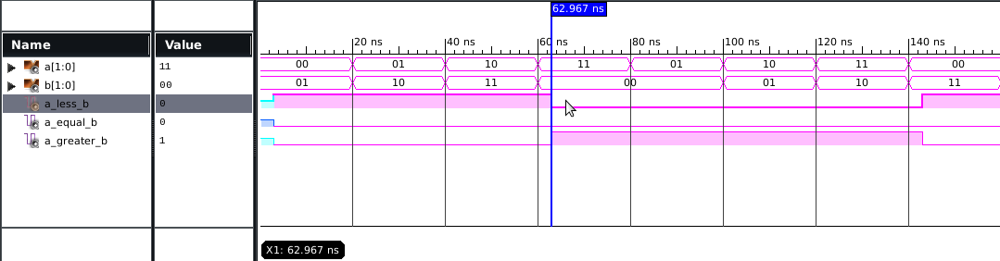 62.967 ns
Name Value
20 ns 40 ns 60 ns 80 ns 100 ns 120 ns 140 ns
a[1:0] 11 00 01 10 11 01 10 11 00
b[1:0] 00 01 10 11 00 01 10 11
a_less_b 0
a_equal_b 0
a_greater_b 1
X1: 62.967 ns